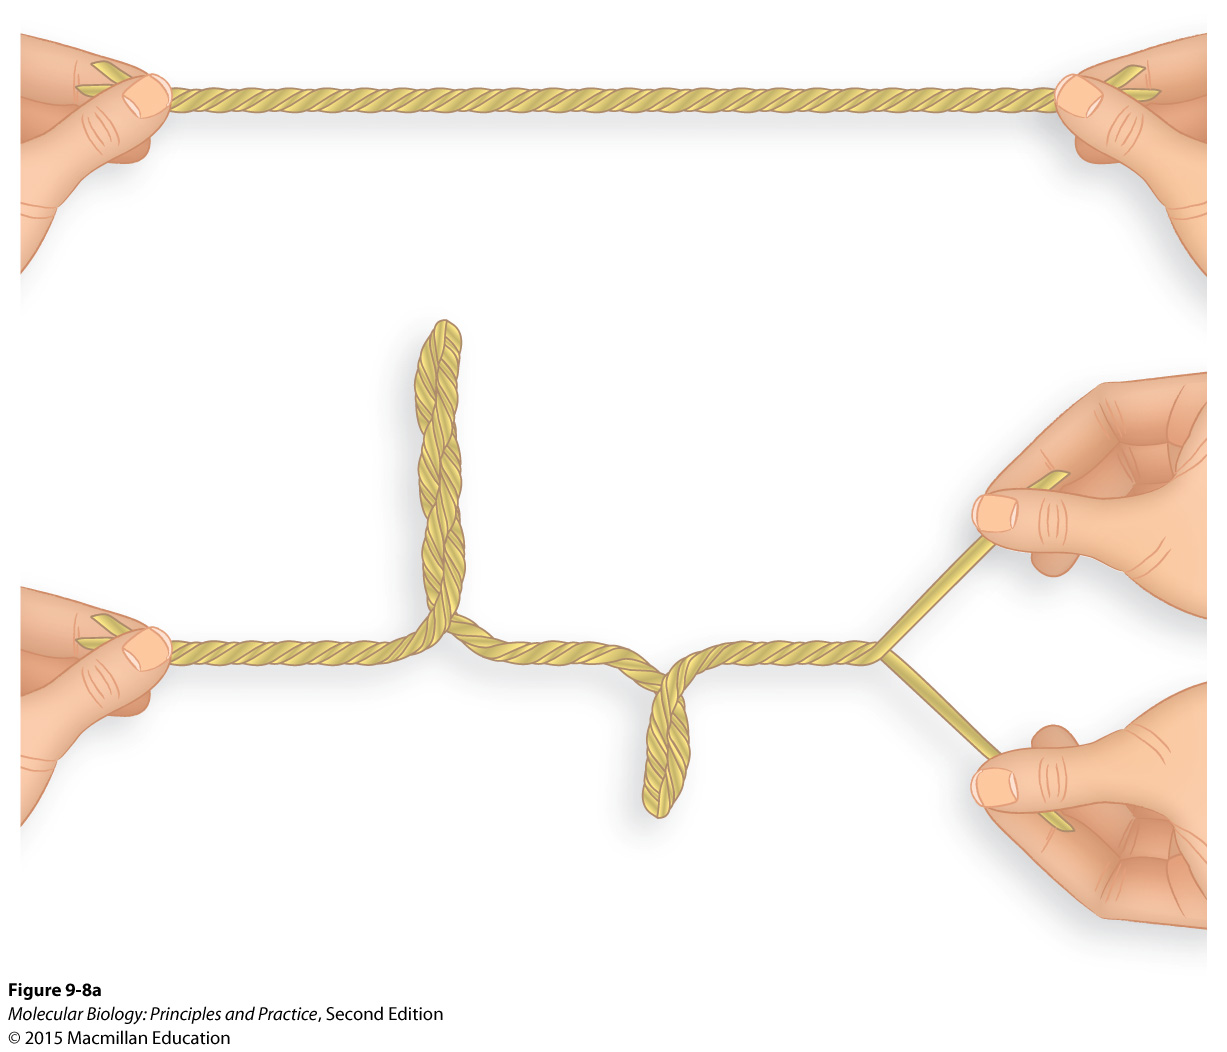 Figure 9-8a
Molecular Biology: Principles and Practice, Second Edition
© 2015 Macmillan Education